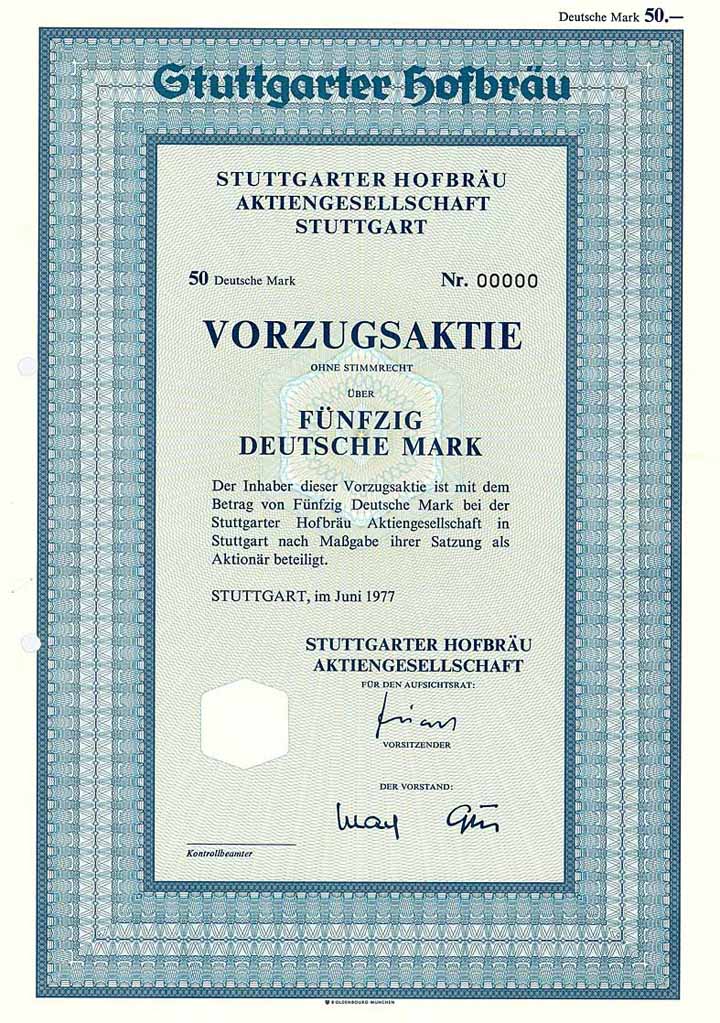 Deutsche Mark 50.—
Stuttgarter Hofbräu
STUTTGARTER HOFBRÄU
AKTIENGESELLSCHAFT
STUTTGART
50 Deutsche Mark Nr. 00000
VORZUGSAKTIE
OHNE STIMMRECHT
ÜBER
FÜNFZIG
DEUTSCHE MARK
Der Inhaber dieser Vorzugsaktie ist mit dem
Betrag von Fünfzig Deutsche Mark bei der
Stuttgarter Hofbräu Aktiengesellschaft in
Stuttgart nach Maßgabe ihrer Satzung als
Aktionär beteiligt.
STUTTGART, im Juni 1977
STUTTGARTER HOFBRÄU
AKTIENGESELLSCHAFT
FÜR DEN AUFSICHTSRAT:
VORSITZENDER
DER VORSTAND:
Kontrollbeamter
R. OLDENBOURG MÜNCHEN